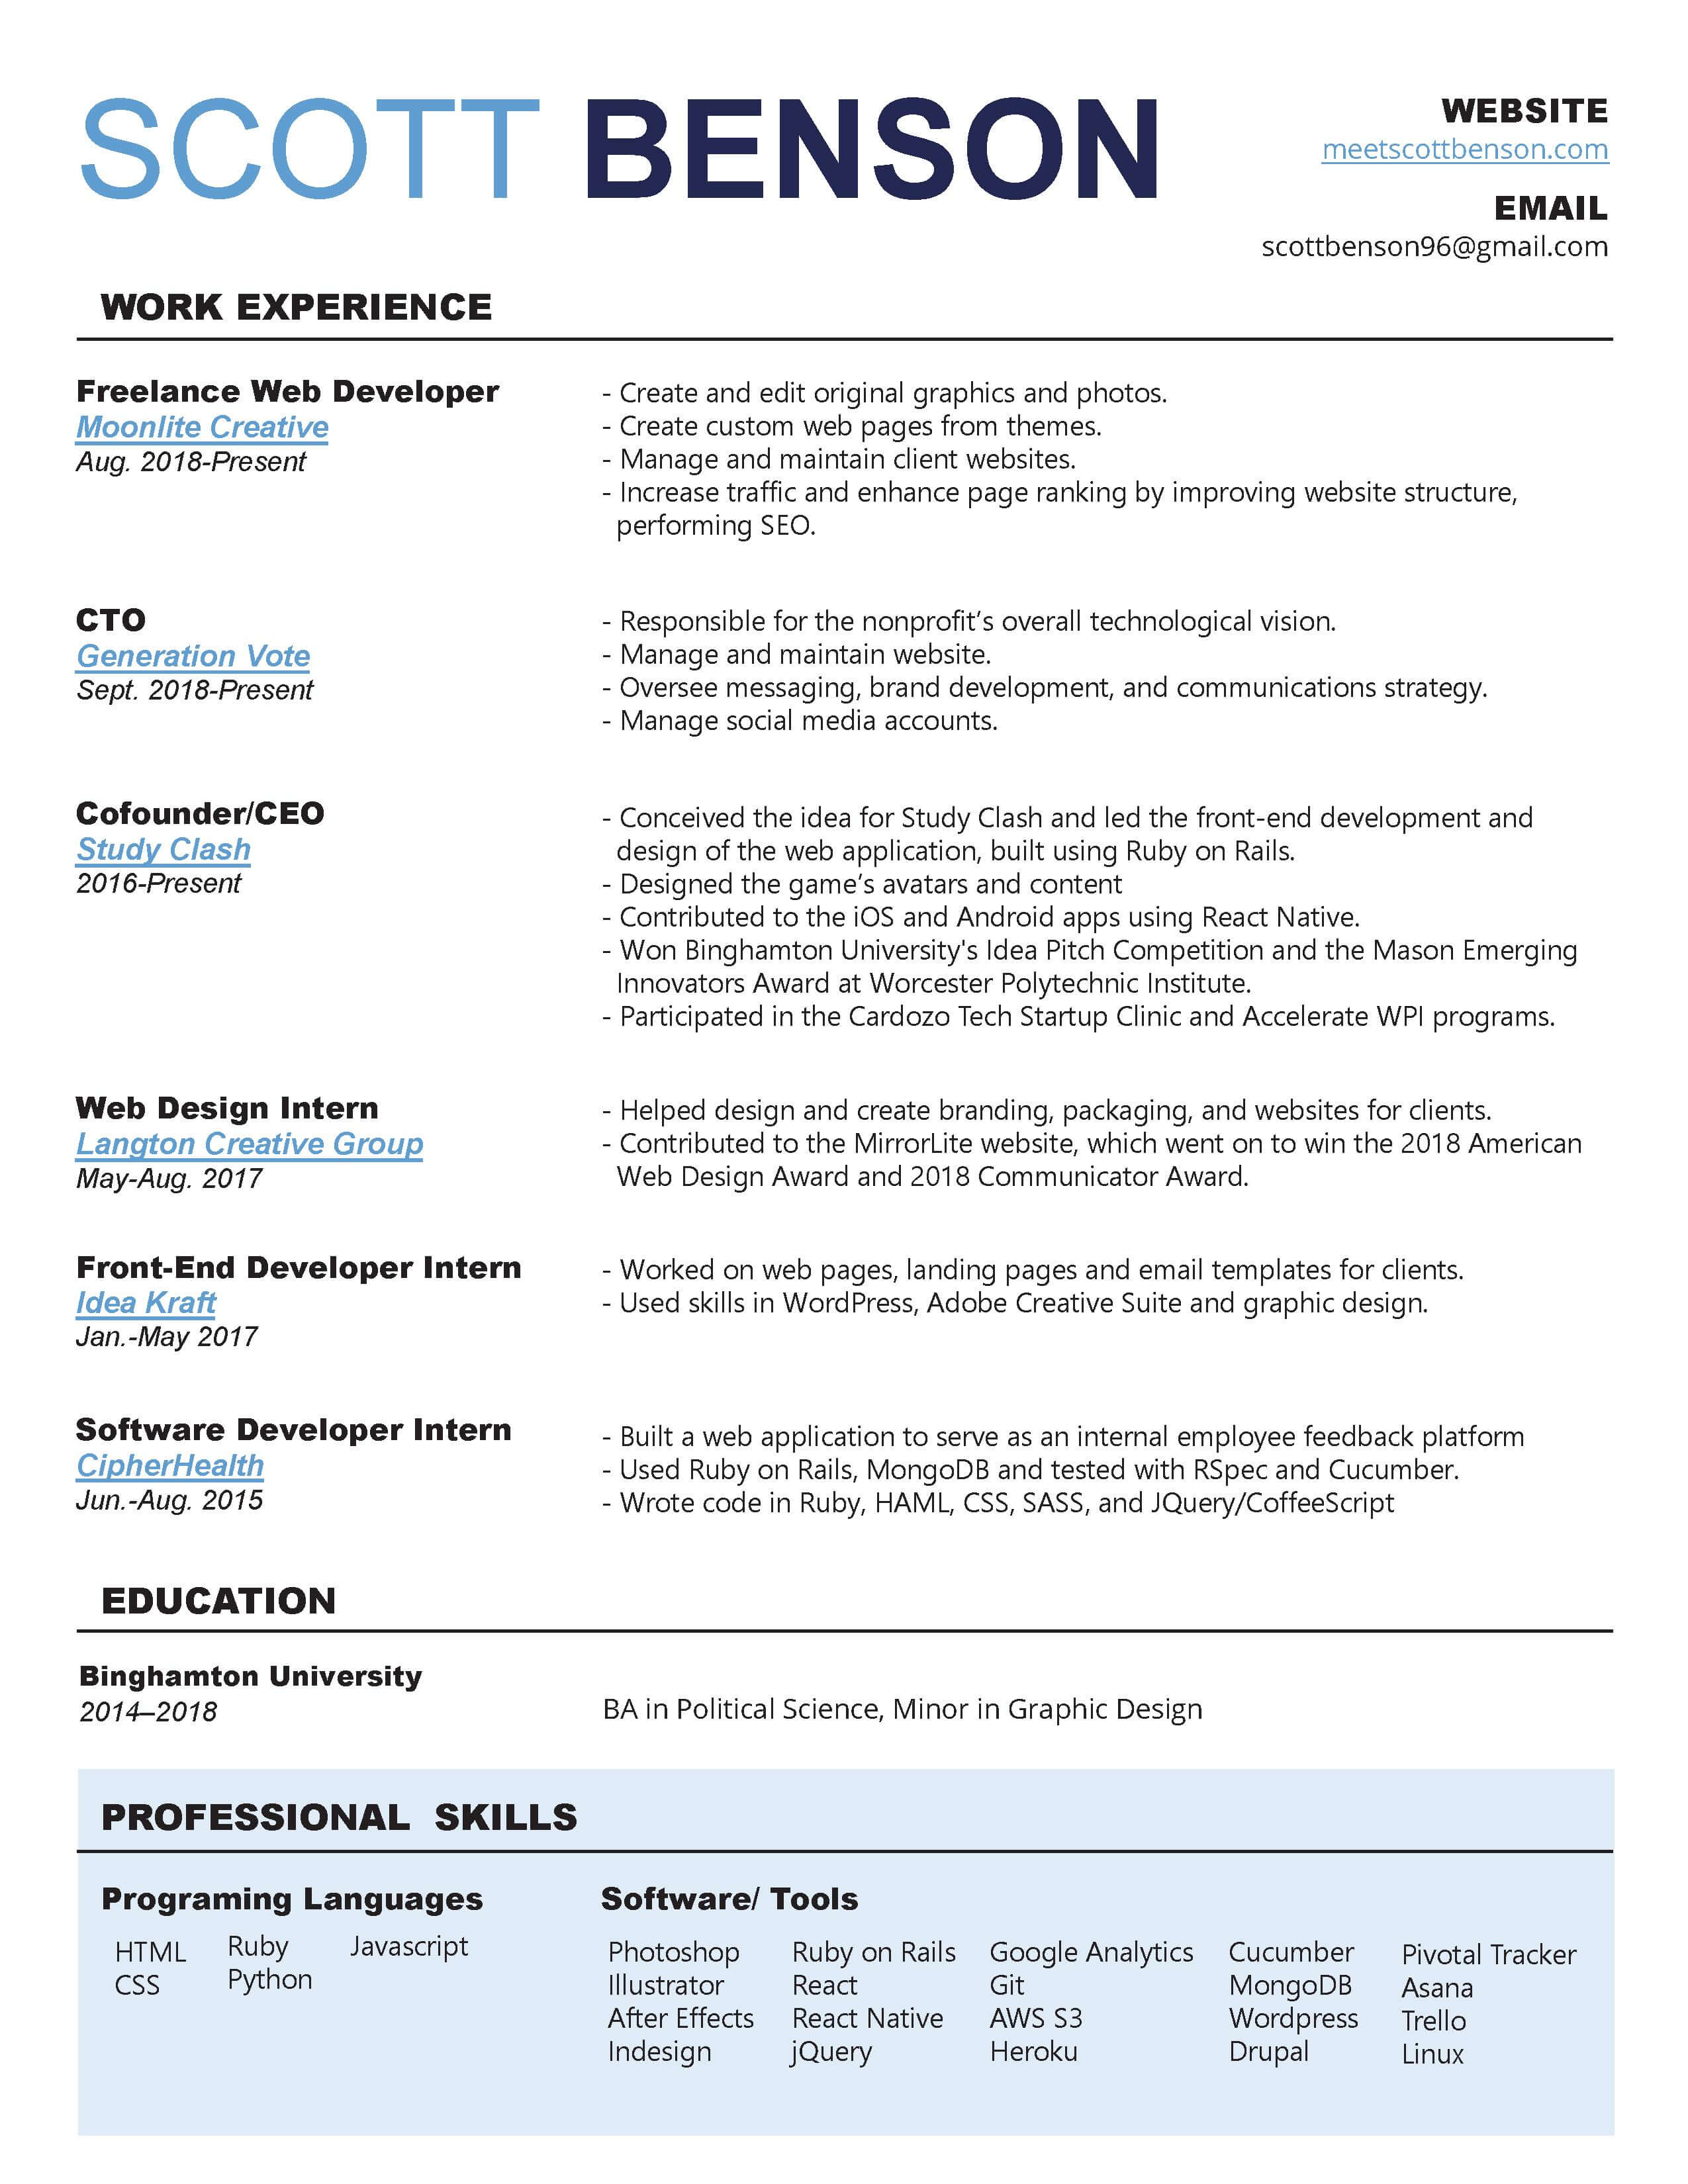 SCOTT BENSON
WEBSITE
meetscottbenson.com
EMAIL
scottbenson96@gmail.com
WORK EXPERIENCE
Freelance Web Developer
Moonlite Creative
Aug. 2018-Present
- Create and edit original graphics and photos.
- Create custom web pages from themes.
- Manage and maintain client websites.
- Increase traffic and enhance page ranking by improving website structure,
performing SEO.
CTO
Generation Vote
Sept. 2018-Present
- Responsible for the nonprofit’s overall technological vision.
- Manage and maintain website.
- Oversee messaging, brand development, and communications strategy.
- Manage social media accounts.
Cofounder/CEO
Study Clash
2016-Present
- Conceived the idea for Study Clash and led the front-end development and
design of the web application, built using Ruby on Rails.
- Designed the game’s avatars and content
- Contributed to the iOS and Android apps using React Native.
- Won Binghamton University's Idea Pitch Competition and the Mason Emerging
Innovators Award at Worcester Polytechnic Institute.
- Participated in the Cardozo Tech Startup Clinic and Accelerate WPI programs.
Web Design Intern
Langton Creative Group
May-Aug. 2017
- Helped design and create branding, packaging, and websites for clients.
- Contributed to the MirrorLite website, which went on to win the 2018 American
Web Design Award and 2018 Communicator Award.
Front-End Developer Intern
Idea Kraft
Jan.-May 2017
- Worked on web pages, landing pages and email templates for clients.
- Used skills in WordPress, Adobe Creative Suite and graphic design.
Software Developer Intern
CipherHealth
Jun.-Aug. 2015
- Built a web application to serve as an internal employee feedback platform
- Used Ruby on Rails, MongoDB and tested with RSpec and Cucumber.
- Wrote code in Ruby, HAML, CSS, SASS, and JQuery/CoffeeScript
EDUCATION
Binghamton University
2014–2018
BA in Political Science, Minor in Graphic Design
PROFESSIONAL SKILLS
Programing Languages
HTML
CSS
Ruby
Python
Javascript
Software/ Tools
Photoshop
Illustrator
After Effects
Indesign
Ruby on Rails
React
React Native
jQuery
Google Analytics
Git
AWS S3
Heroku
Cucumber
MongoDB
Wordpress
Drupal
Pivotal Tracker
Asana
Trello
Linux